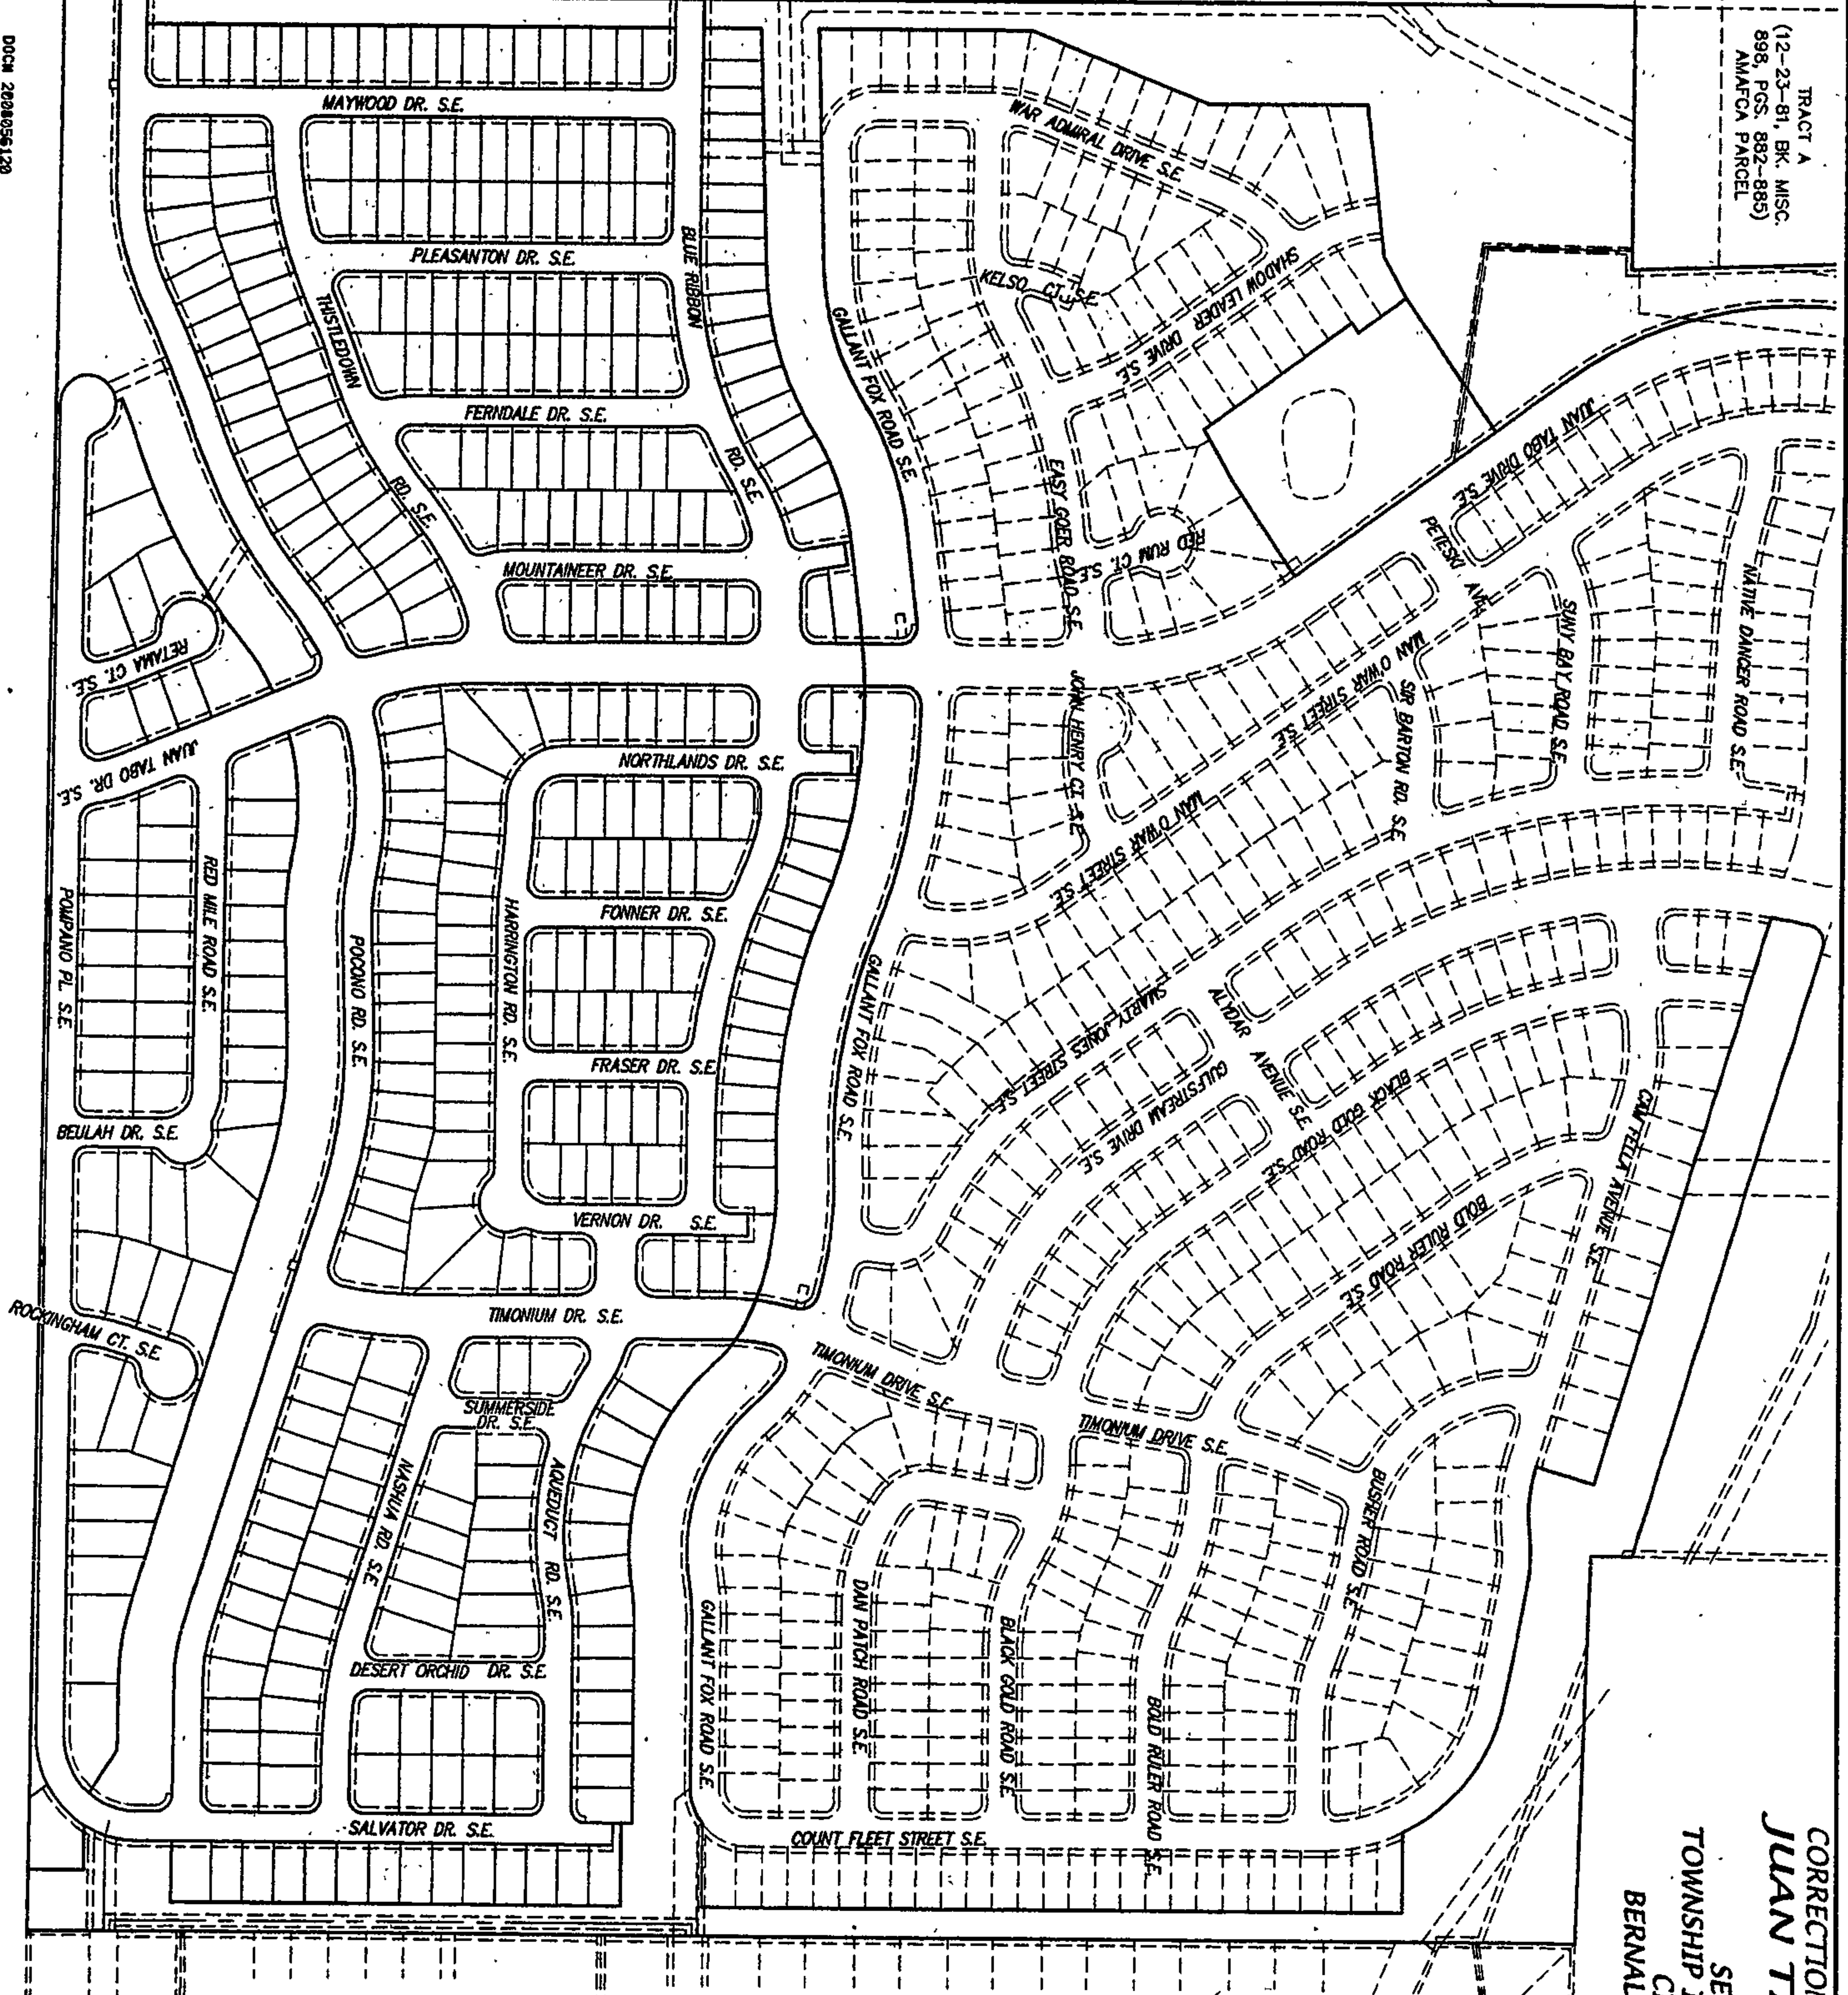 TRACT A
(12-23-81, BK. MISC.
898, PGS. 882-885)
AMAFCA PARCEL
MAYWOOD DR. S.E.
WAR ADMIRAL DRIVE S.E.
PLEASANTON DR. S.E.
BLUE RIBBON
RD. S.E.
THISTLEDOWN
RD. S.E.
KELSO CT. S.E.
SHADOW LEADER DRIVE S.E.
GALLANT FOX ROAD S.E.
FERNDALE DR. S.E.
JUAN TABO DRIVE S.E.
EASY GOER ROAD S.E.
RED RUM CT. S.E.
PETESKI AVE.
MOUNTAINEER DR. S.E.
NATIVE DANCER ROAD S.E.
SUNY BAY ROAD S.E.
MAN O'WAR STREET S.E.
SIR BARTON RD. S.E.
RETAMA CT. S.E.
JOHN HENRY CT. S.E.
JUAN TABO DR. S.E.
NORTHLANDS DR. S.E.
MAN O'WAR STREET S.E.
RED MILE ROAD S.E.
POMPANO PL. S.E.
POCONO RD. S.E.
HARRINGTON RD. S.E.
FONNER DR. S.E.
GALLANT FOX ROAD S.E.
SMARTY JONES STREET S.E.
ALYDAR AVENUE S.E.
FRASER DR. S.E.
GULFSTREAM DRIVE S.E.
BLACK GOLD ROAD S.E.
CAM FELLA AVENUE S.E.
BEULAH DR. S.E.
VERNON DR. S.E.
BOLD RULER ROAD S.E.
ROCKINGHAM CT. S.E.
TIMONIUM DR. S.E.
TIMONIUM DRIVE S.E.
SUMMERSIDE
DR. S.E.
TIMONIUM DRIVE S.E.
NASHUA RD. S.E.
AQUEDUCT RD. S.E.
BUSHER ROAD S.E.
DESERT ORCHID DR. S.E.
GALLANT FOX ROAD S.E.
DAN PATCH ROAD S.E.
BLACK GOLD ROAD S.E.
BOLD RULER ROAD S.E.
SALVATOR DR. S.E.
COUNT FLEET STREET S.E.
CORRECTION
JUAN TA
SE
TOWNSHIP
BERNAL